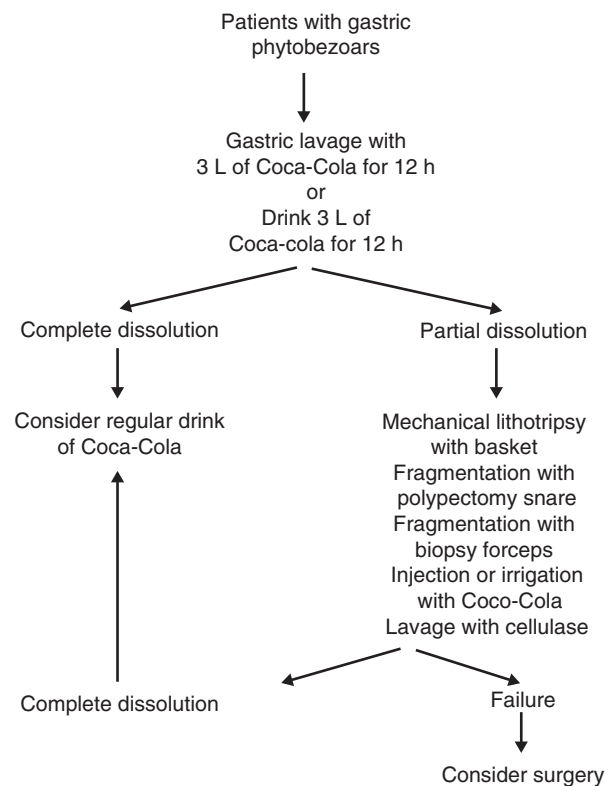 Patients with gastric
phytobezoars
Gastric lavage with
3 L of Coca-Cola for 12 h
or
Drink 3 L of
Coca-cola for 12 h
Complete dissolution
Partial dissolution
Consider regular drink
of Coca-Cola
Mechanical lithotripsy
with basket
Fragmentation with
polypectomy snare
Fragmentation with
biopsy forceps
Injection or irrigation
with Coco-Cola
Lavage with cellulase
Complete dissolution
Failure
Consider surgery